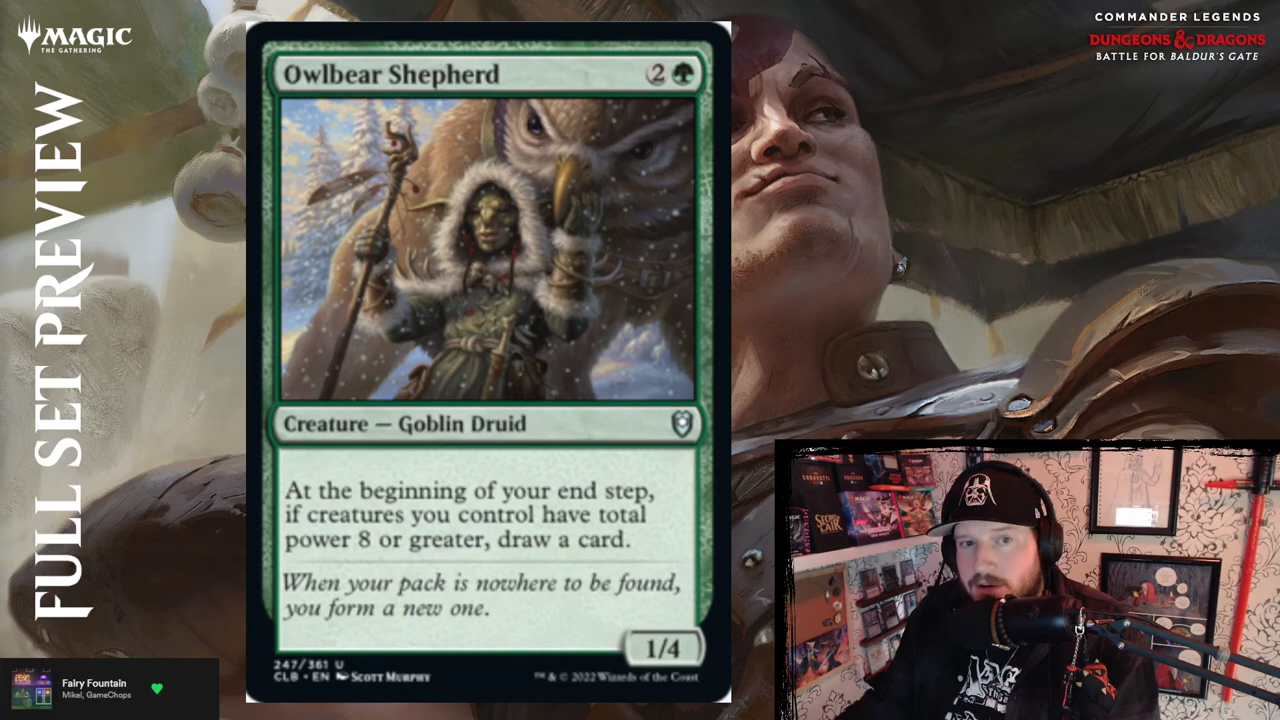 MAGIC
THE GATHERING
FULL SET PREVIEW
Owlbear Shepherd 2
Creature — Goblin Druid
At the beginning of your end step,
if creatures you control have total
power 8 or greater, draw a card.
When your pack is nowhere to be found,
you form a new one.
1/4
247/361 U
CLB • EN Scott Murphy
™ & © 2022 Wizards of the Coast
COMMANDER LEGENDS
DUNGEONS & DRAGONS
BATTLE FOR BALDUR'S GATE
SECRET LAIR
Fairy Fountain
Mikel, GameChops